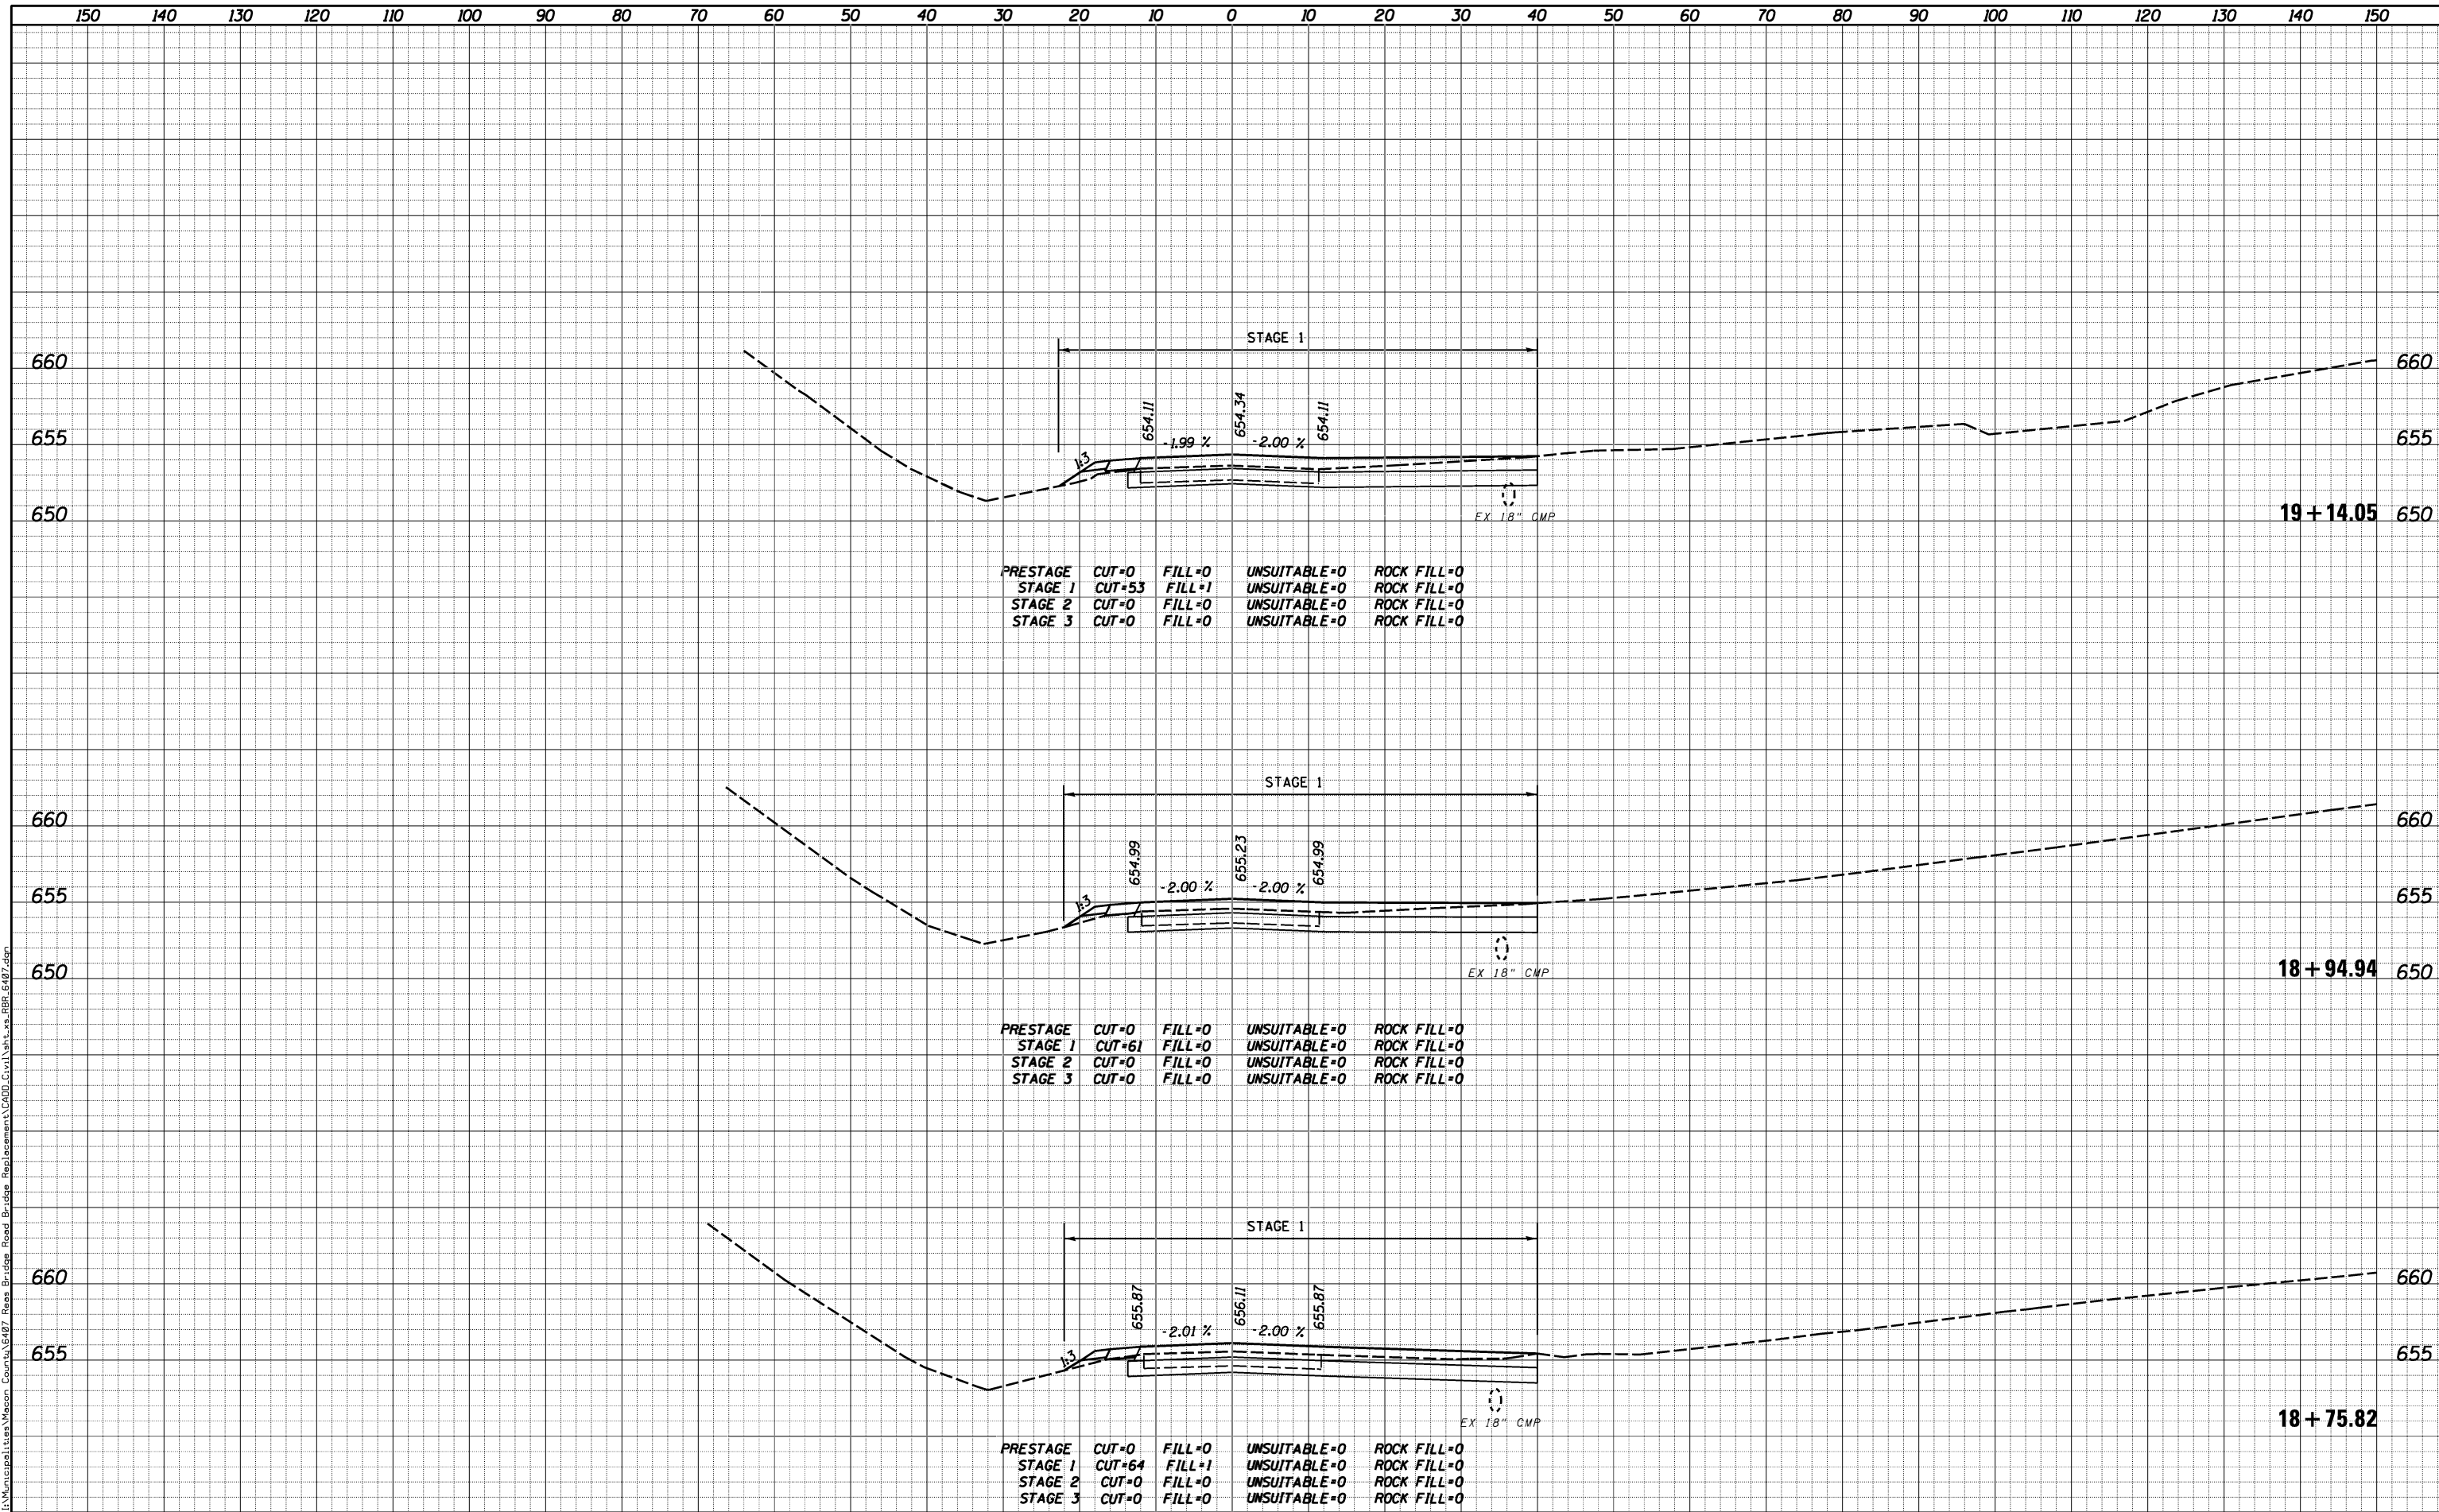 150 140 130 120 110 100 90 80 70 60 50 40 30 20 10 0 10 20 30 40 50 60 70 80 90 100 110 120 130 140 150
STAGE 1
660 660
654.11 654.34 654.11
655 -1.99 % -2.00 % 655
1:3
650 EX 18" CMP 19+14.05 650
PRESTAGE CUT=0 FILL=0 UNSUITABLE=0 ROCK FILL=0
STAGE 1 CUT=53 FILL=1 UNSUITABLE=0 ROCK FILL=0
STAGE 2 CUT=0 FILL=0 UNSUITABLE=0 ROCK FILL=0
STAGE 3 CUT=0 FILL=0 UNSUITABLE=0 ROCK FILL=0
STAGE 1
660 660
654.99 655.23 654.99
655 -2.00 % -2.00 % 655
1:3
650 EX 18" CMP 18+94.94 650
PRESTAGE CUT=0 FILL=0 UNSUITABLE=0 ROCK FILL=0
STAGE 1 CUT=61 FILL=0 UNSUITABLE=0 ROCK FILL=0
STAGE 2 CUT=0 FILL=0 UNSUITABLE=0 ROCK FILL=0
STAGE 3 CUT=0 FILL=0 UNSUITABLE=0 ROCK FILL=0
STAGE 1
660 660
655.87 656.11 655.87
-2.01 % -2.00 %
655 1:3 655
EX 18" CMP 18+75.82
PRESTAGE CUT=0 FILL=0 UNSUITABLE=0 ROCK FILL=0
STAGE 1 CUT=64 FILL=1 UNSUITABLE=0 ROCK FILL=0
STAGE 2 CUT=0 FILL=0 UNSUITABLE=0 ROCK FILL=0
STAGE 3 CUT=0 FILL=0 UNSUITABLE=0 ROCK FILL=0
I:\Municipalities\Macon County\6407 Reas Bridge Road Bridge Replacement\CADD_Civil\sht_xs_RBR_6407.dgn